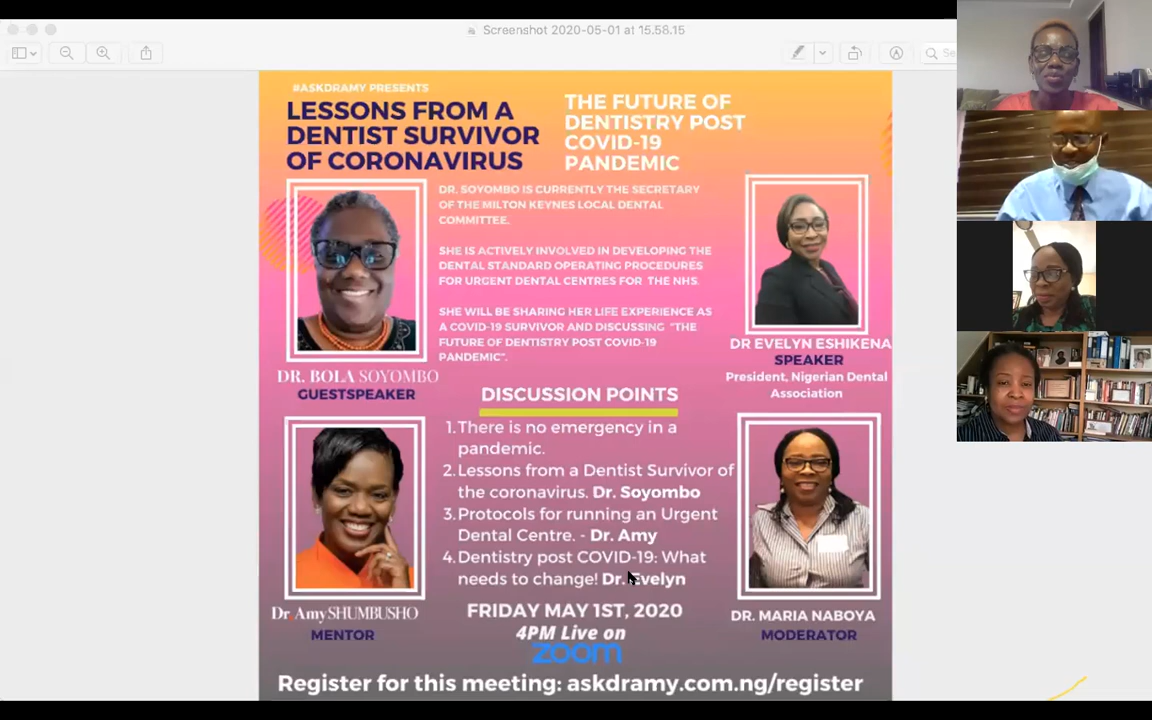 Screenshot 2020-05-01 at 15.58.15
Se
#ASKDRAMY PRESENTS
LESSONS FROM A
DENTIST SURVIVOR
OF CORONAVIRUS
THE FUTURE OF
DENTISTRY POST
COVID-19
PANDEMIC
DR. SOYOMBO IS CURRENTLY THE SECRETARY
OF THE MILTON KEYNES LOCAL DENTAL
COMMITTEE.
SHE IS ACTIVELY INVOLVED IN DEVELOPING THE
DENTAL STANDARD OPERATING PROCEDURES
FOR URGENT DENTAL CENTRES FOR THE NHS.
SHE WILL BE SHARING HER LIFE EXPERIENCE AS
A COVID-19 SURVIVOR AND DISCUSSING "THE
FUTURE OF DENTISTRY POST COVID-19
PANDEMIC".
DR. BOLA SOYOMBO
GUESTSPEAKER
DR EVELYN ESHIKENA
SPEAKER
President, Nigerian Dental
Association
DISCUSSION POINTS
1. There is no emergency in a
pandemic.
2. Lessons from a Dentist Survivor of
the coronavirus. Dr. Soyombo
3. Protocols for running an Urgent
Dental Centre. - Dr. Amy
4. Dentistry post COVID-19: What
needs to change! Dr. Evelyn
Dr. Amy SHUMBUSHO
MENTOR
DR. MARIA NABOYA
MODERATOR
FRIDAY MAY 1ST, 2020
4PM Live on
zoom
Register for this meeting: askdramy.com.ng/register